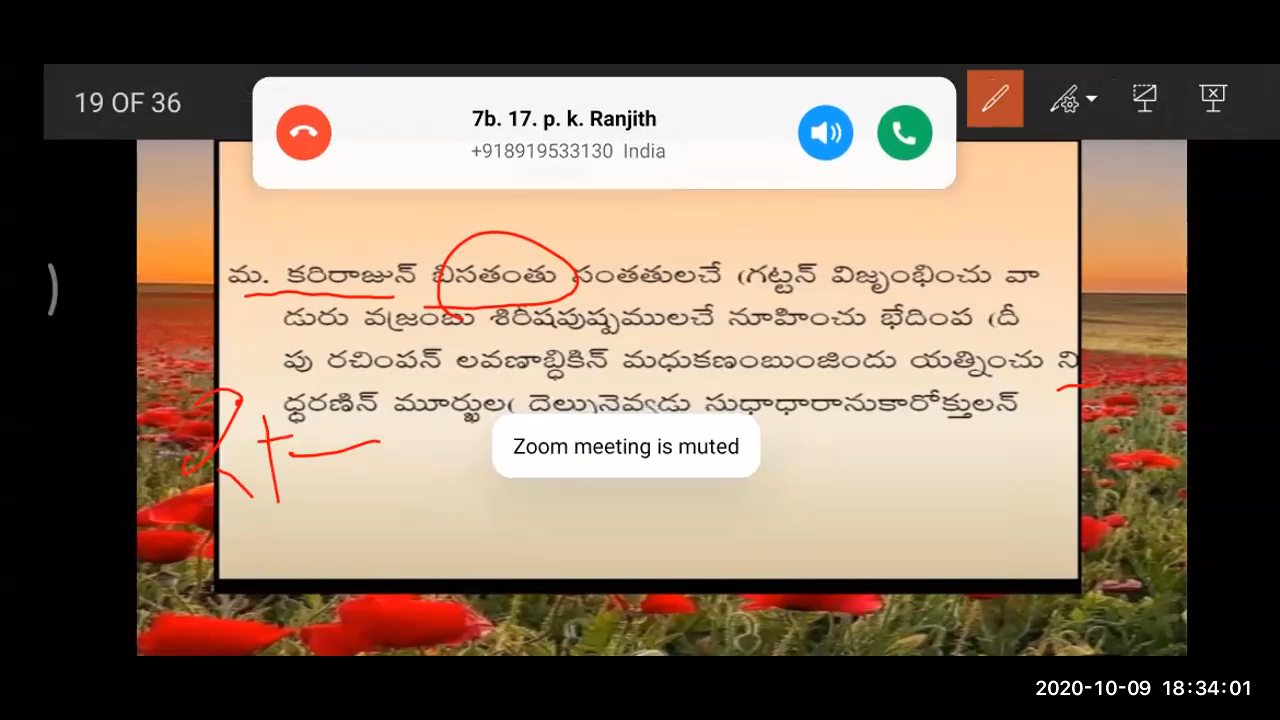 19 OF 36
7b. 17. p. k. Ranjith
+918919533130 India
మ. కరిరాజున్ బిసతంతు సంతతులచే (గట్టన్ విజృంభించు వా
డురు వజ్రంబు శిరీషపుష్పములచే నూహించు భేదింప (దీ
పు రచింపన్ లవణాబ్ధికిన్ మధుకణంబుంజిందు యత్నించు ని
ద్ధరణిన్ మూర్ఖుల( దెల్పునెవ్వడు సుధాధారానుకారోక్తులన్
Zoom meeting is muted
2020-10-09 18:34:01